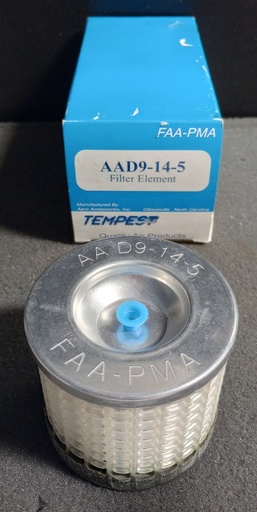 FAA-PMA
AAD9-14-5
Filter Element
Manufactured By
Aero Accessories, Inc. Gibsonville, North Carolina
TEMPEST
Quality Air Products
AA D9-14-5
FAA-PMA